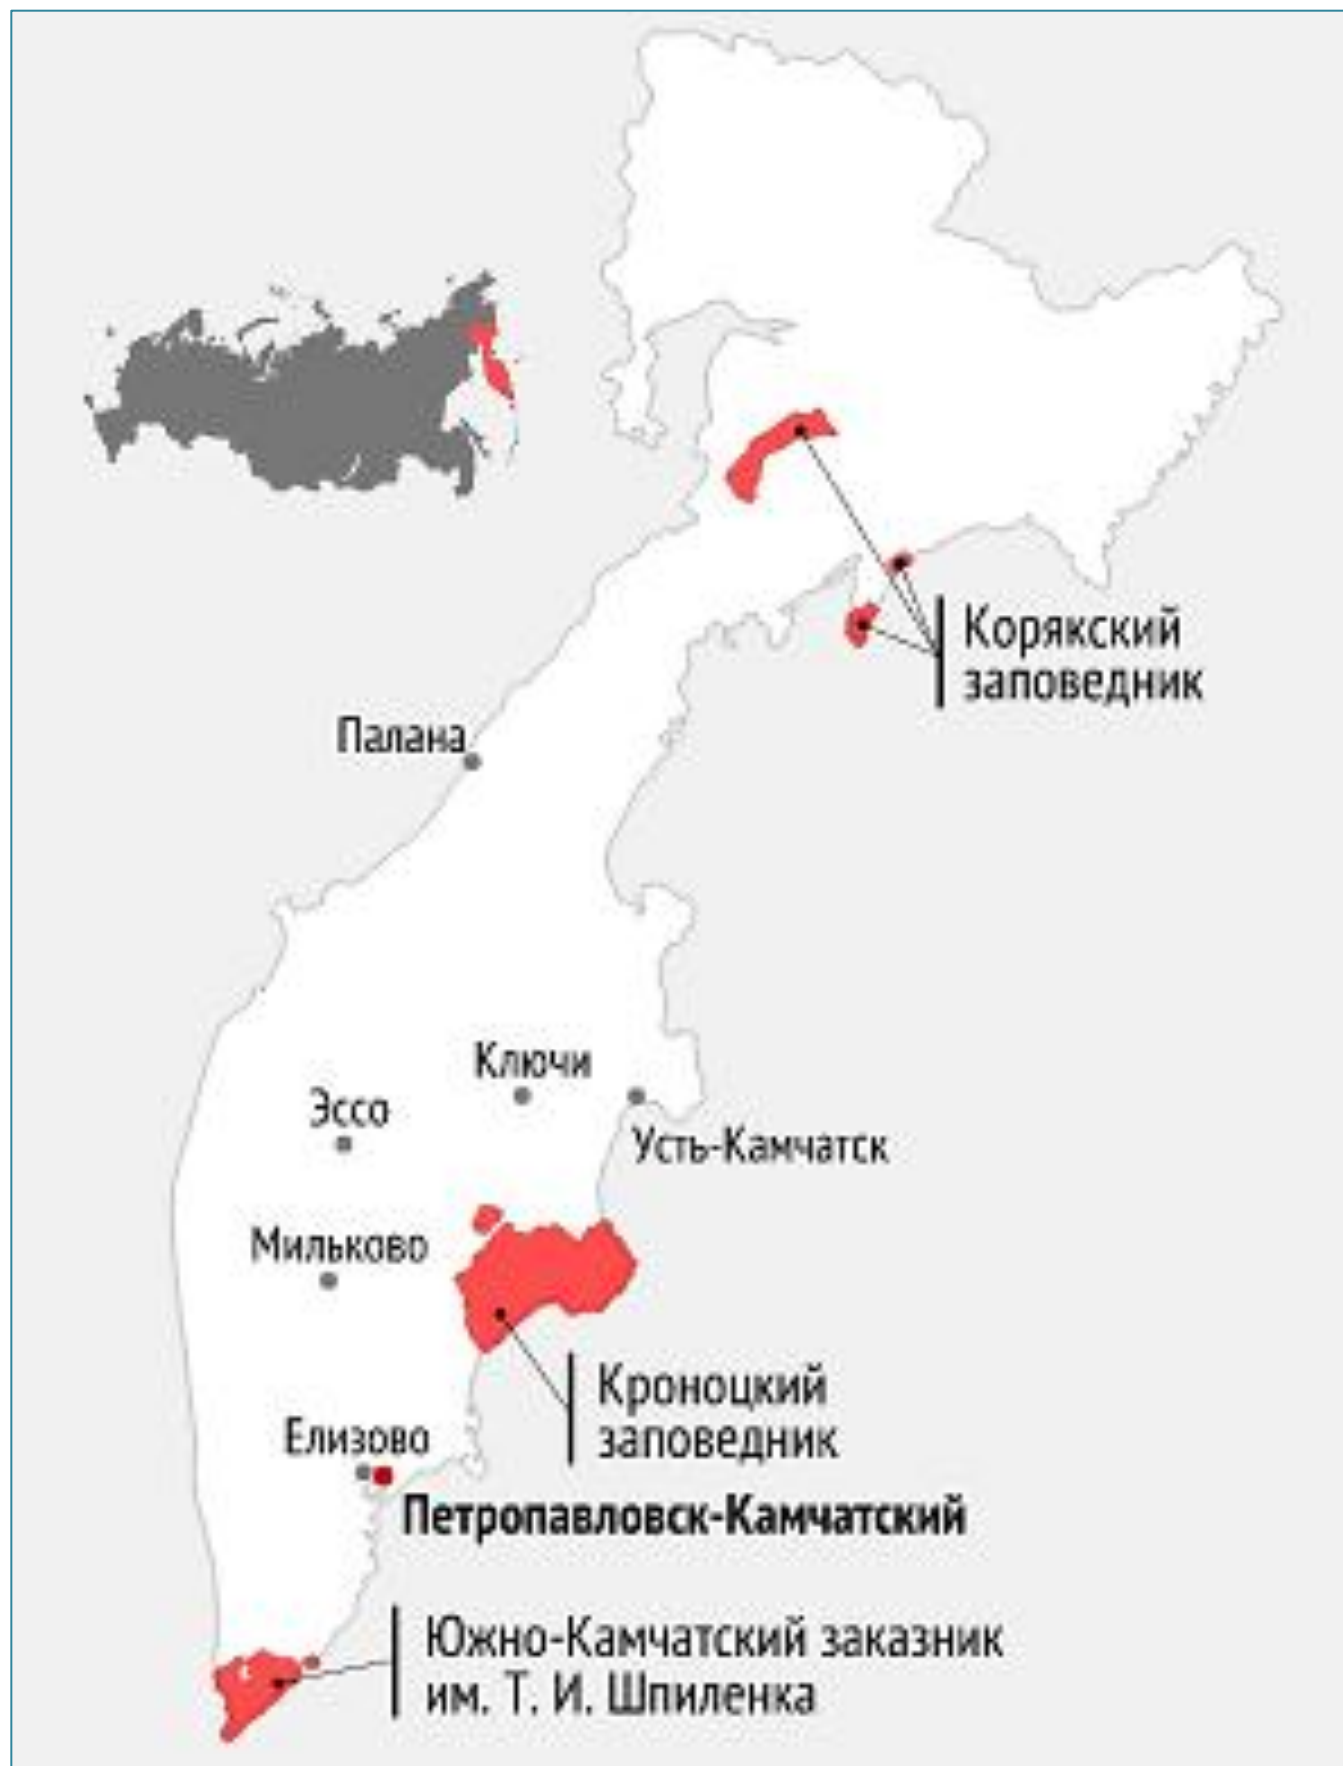 Корякский
заповедник
Палана
Ключи
Эссо
Усть-Камчатск
Мильково
Кроноцкий
заповедник
Елизово
Петропавловск-Камчатский
Южно-Камчатский заказник
им. Т. И. Шпиленка